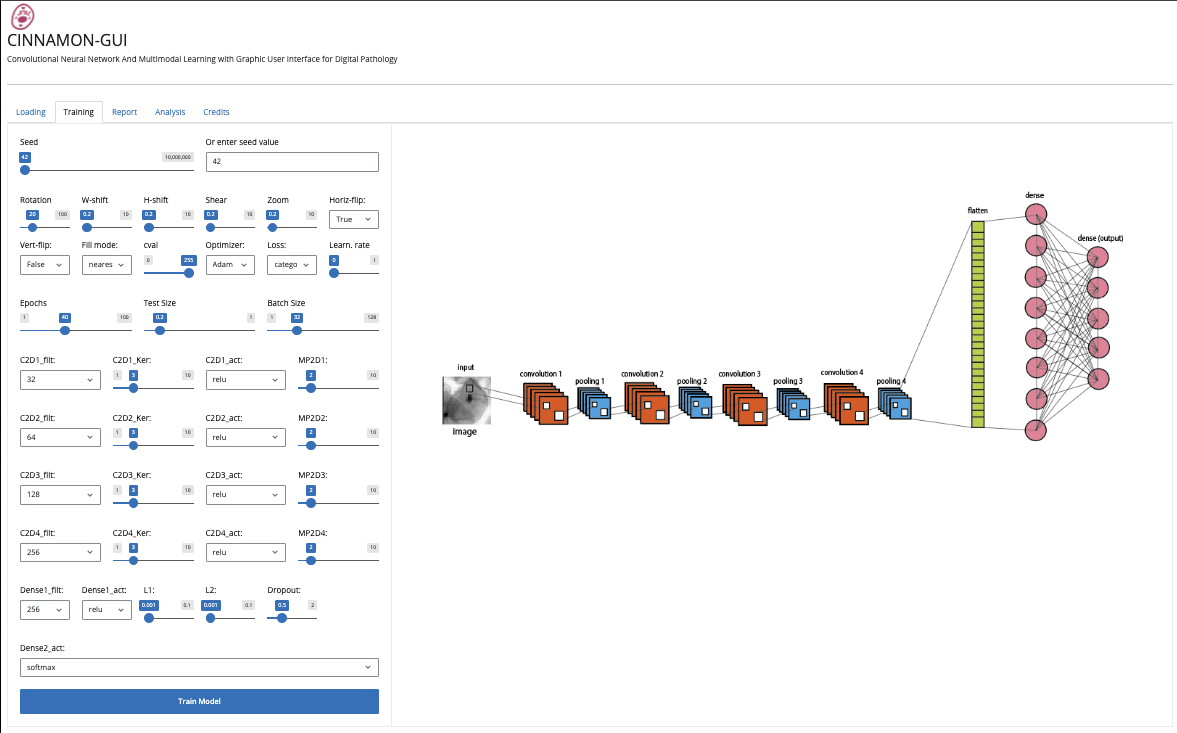 CINNAMON-GUI
Convolutional Neural Network And Multimodal Learning with Graphic User Interface for Digital Pathology
Loading Training Report Analysis Credits
Seed Or enter seed value
42 10,000,000
42
Rotation W-shift H-shift Shear Zoom Horiz-flip:
20 100 0.2 10 0.2 10 0.2 10 0.2 10
True
Vert-flip: Fill mode: cval Optimizer: Loss: Learn. rate
False neares 0 255 Adam catego 0 1
Epochs Test Size Batch Size
1 40 100 0.2 1 1 32 128
C2D1_filt: C2D1_Ker: C2D1_act: MP2D1:
32 1 3 10 relu 2 10
C2D2_filt: C2D2_Ker: C2D2_act: MP2D2:
64 1 3 10 relu 2 10
C2D3_filt: C2D3_Ker: C2D3_act: MP2D3:
128 1 3 10 relu 2 10
C2D4_filt: C2D4_Ker: C2D4_act: MP2D4:
256 1 3 10 relu 2 10
Dense1_filt: Dense1_act: L1: L2: Dropout:
256 relu 0.001 0.1 0.001 0.1 0.5 2
Dense2_act:
softmax
Train Model
input
image
convolution 1
pooling 1
convolution 2
pooling 2
convolution 3
pooling 3
convolution 4
pooling 4
flatten
dense
dense (output)